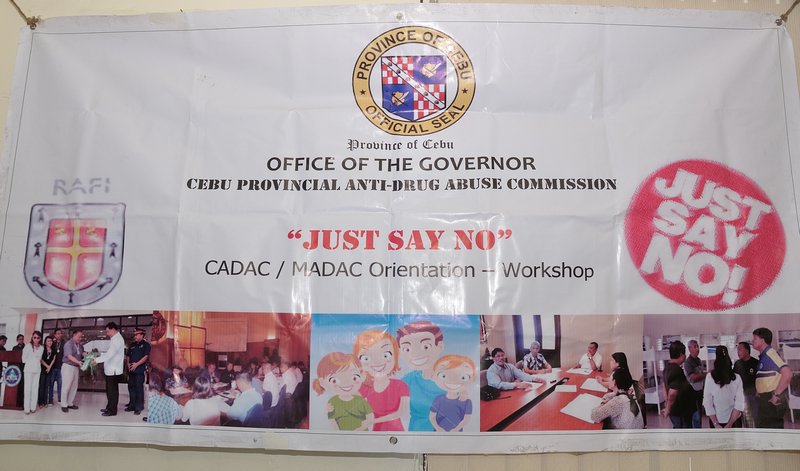 PROVINCE OF CEBU
OFFICIAL SEAL
Province of Cebu
OFFICE OF THE GOVERNOR
CEBU PROVINCIAL ANTI-DRUG ABUSE COMMISSION
RAFI
"JUST SAY NO"
CADAC / MADAC Orientation – Workshop
JUST
SAY
NO!